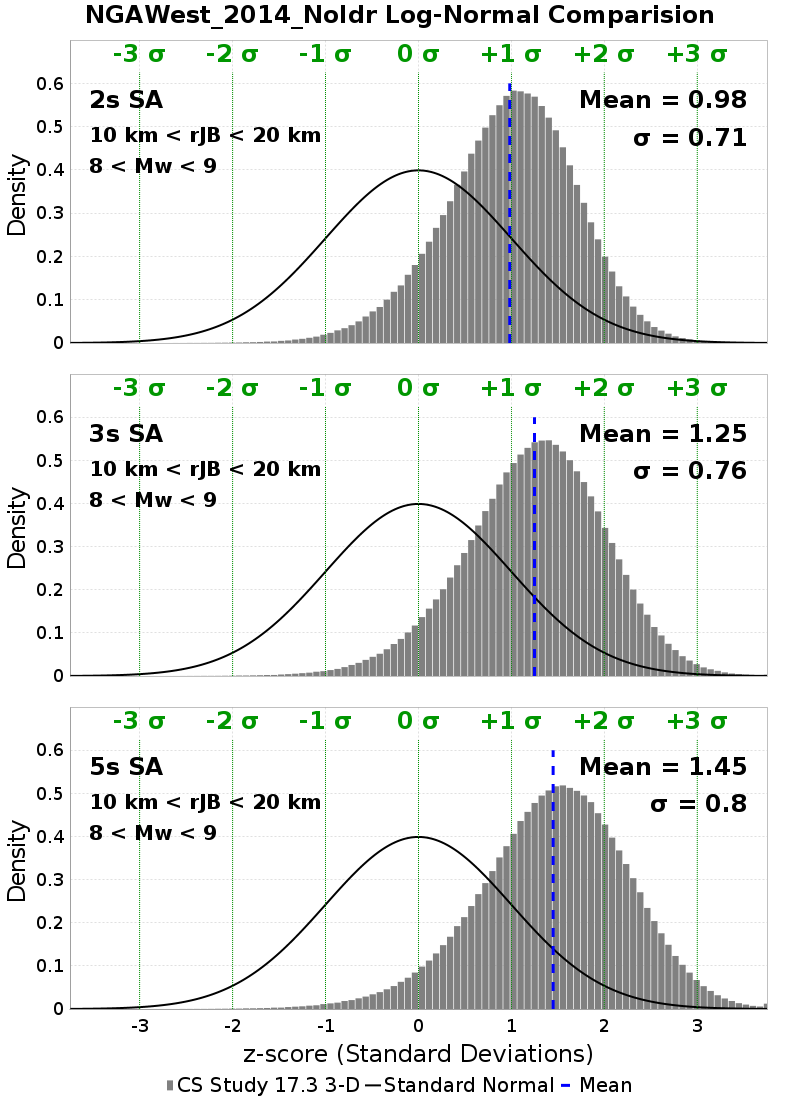 NGAWest_2014_NoIdr Log-Normal Comparision
-3 σ -2 σ -1 σ 0 σ +1 σ +2 σ +3 σ
2s SA
10 km < rJB < 20 km
8 < Mw < 9
Mean = 0.98
σ = 0.71
Density
0.6
0.5
0.4
0.3
0.2
0.1
0
-3 σ -2 σ -1 σ 0 σ +1 σ +2 σ +3 σ
3s SA
10 km < rJB < 20 km
8 < Mw < 9
Mean = 1.25
σ = 0.76
Density
0.6
0.5
0.4
0.3
0.2
0.1
0
-3 σ -2 σ -1 σ 0 σ +1 σ +2 σ +3 σ
5s SA
10 km < rJB < 20 km
8 < Mw < 9
Mean = 1.45
σ = 0.8
Density
0.6
0.5
0.4
0.3
0.2
0.1
0
-3 -2 -1 0 1 2 3
z-score (Standard Deviations)
CS Study 17.3 3-D Standard Normal Mean